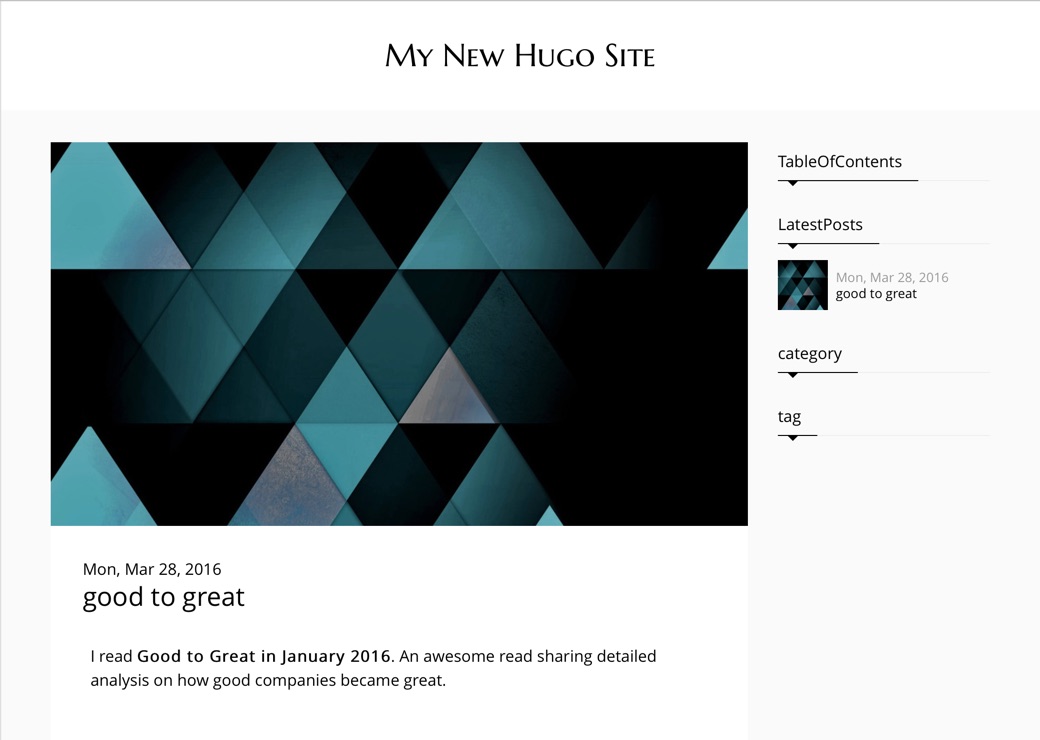 My New Hugo Site
Mon, Mar 28, 2016
good to great
I read Good to Great in January 2016. An awesome read sharing detailed
analysis on how good companies became great.
TableOfContents
LatestPosts
Mon, Mar 28, 2016
good to great
category
tag